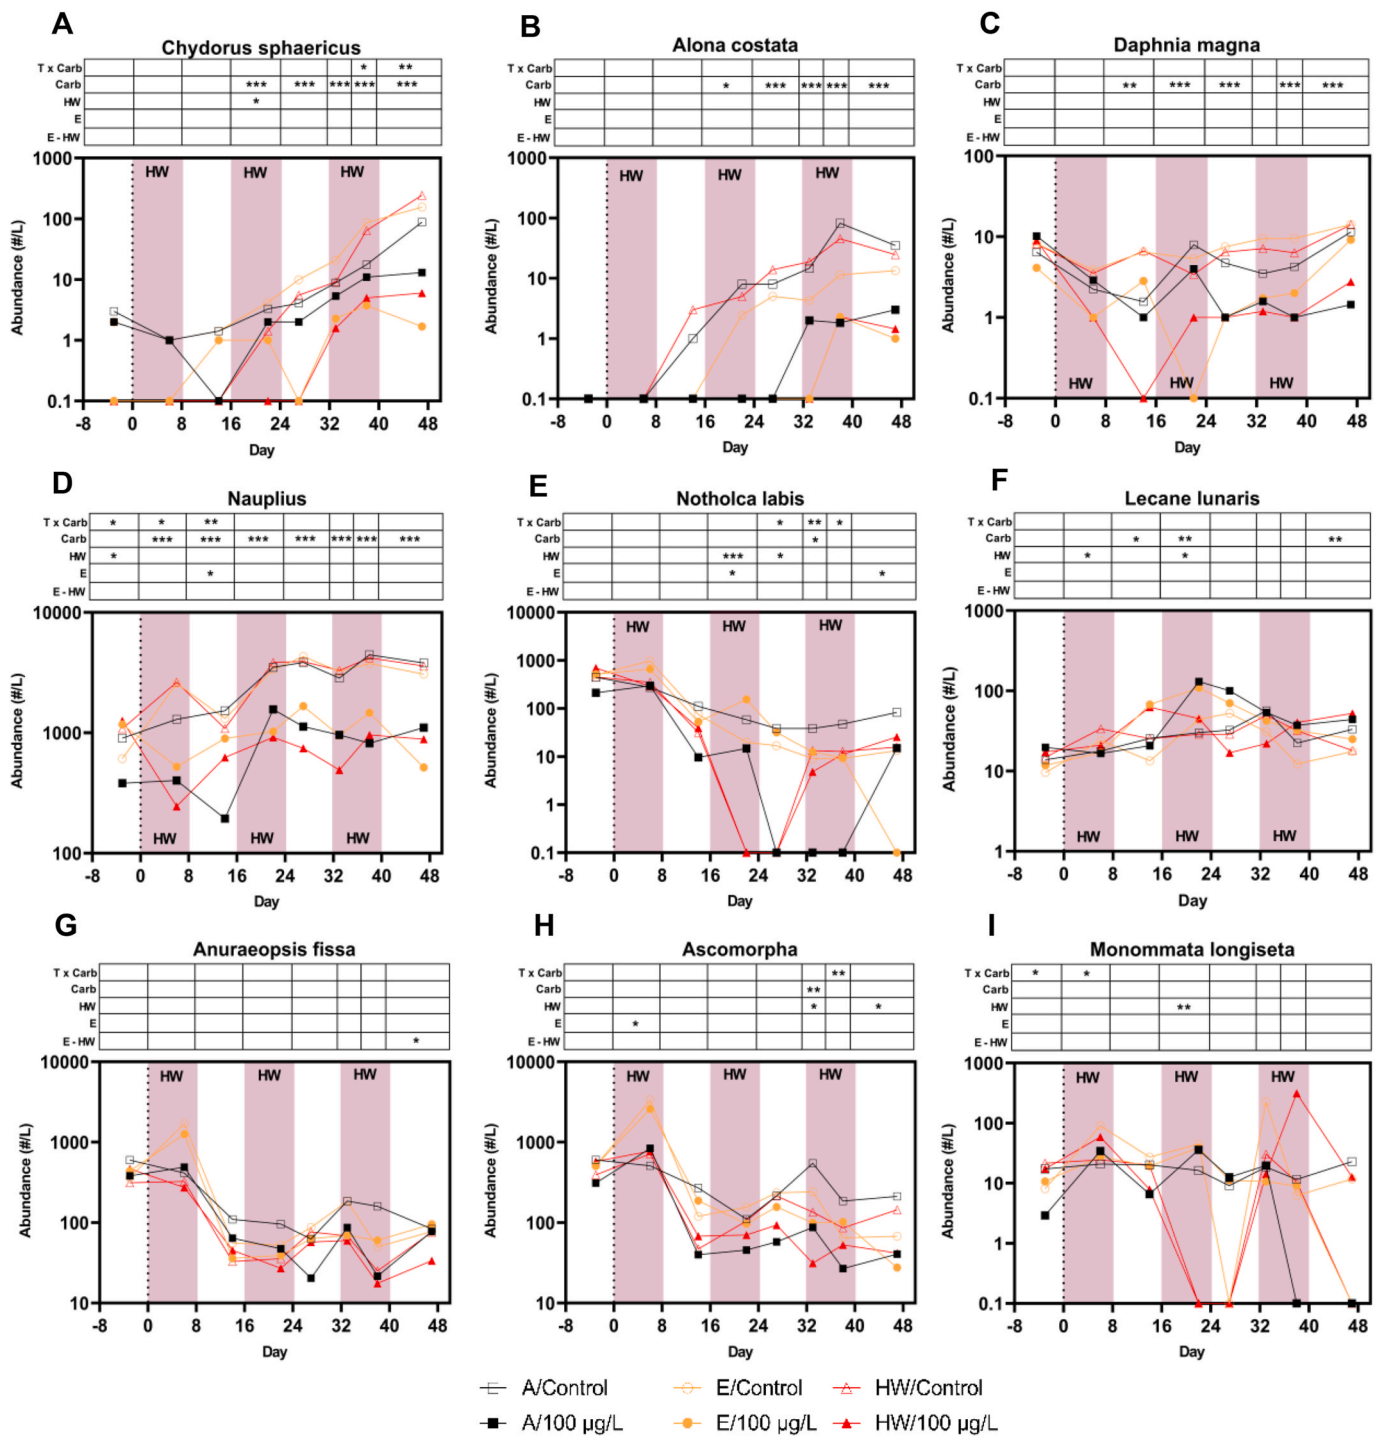 A
Chydorus sphaericus
T x Carb * **
Carb *** *** *** *** ***
HW *
E
E - HW
1000
100
10
1
0.1
HW HW HW
-8 0 8 16 24 32 40 48
Abundance (#/L)
Day
B
Alona costata
T x Carb
Carb * *** *** *** ***
HW
E
E - HW
1000
100
10
1
0.1
HW HW HW
-8 0 8 16 24 32 40 48
Abundance (#/L)
Day
C
Daphnia magna
T x Carb
Carb ** *** *** *** ***
HW
E
E - HW
100
10
1
0.1
HW HW HW
-8 0 8 16 24 32 40 48
Abundance (#/L)
Day
D
Nauplius
T x Carb * * **
Carb *** *** *** *** *** *** ***
HW *
E *
E - HW
10000
1000
100
HW HW HW
-8 0 8 16 24 32 40 48
Abundance (#/L)
Day
E
Notholca labis
T x Carb * ** *
Carb *
HW *** *
E * *
E - HW
10000
1000
100
10
1
0.1
HW HW HW
-8 0 8 16 24 32 40 48
Abundance (#/L)
Day
F
Lecane lunaris
T x Carb
Carb * ** **
HW * *
E
E - HW
1000
100
10
1
HW HW HW
-8 0 8 16 24 32 40 48
Abundance (#/L)
Day
G
Anuraeopsis fissa
T x Carb
Carb
HW
E
E - HW *
10000
1000
100
10
HW HW HW
-8 0 8 16 24 32 40 48
Abundance (#/L)
Day
H
Ascomorpha
T x Carb **
Carb **
HW * *
E *
E - HW
10000
1000
100
10
HW HW HW
-8 0 8 16 24 32 40 48
Abundance (#/L)
Day
I
Monommata longiseta
T x Carb * *
Carb
HW **
E
E - HW
1000
100
10
1
0.1
HW HW HW
-8 0 8 16 24 32 40 48
Abundance (#/L)
Day
A/Control E/Control HW/Control
A/100 µg/L E/100 µg/L HW/100 µg/L